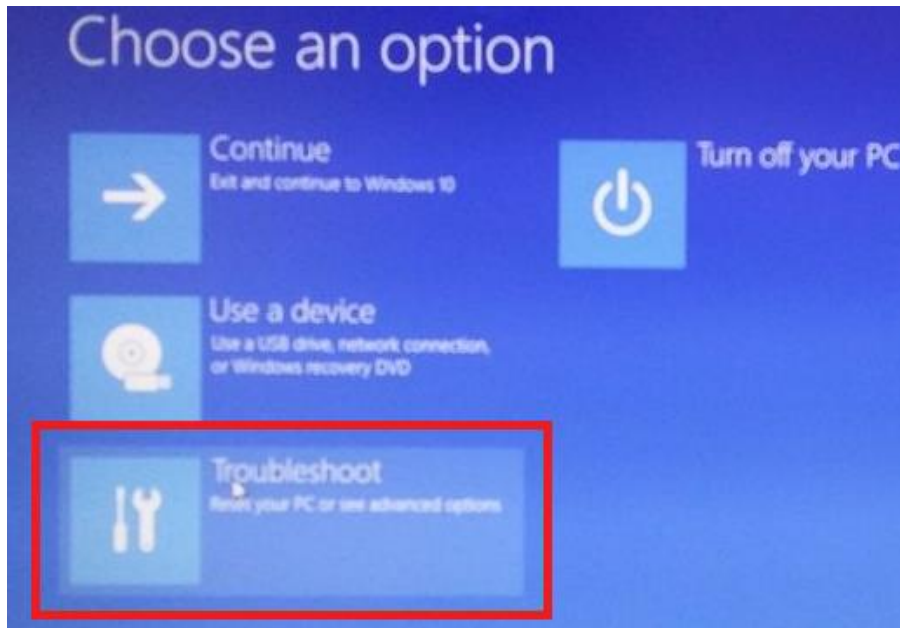 Choose an option
Continue
Exit and continue to Windows 10
Turn off your PC
Use a device
Use a USB drive, network connection,
or Windows recovery DVD
Troubleshoot
Reset your PC or see advanced options